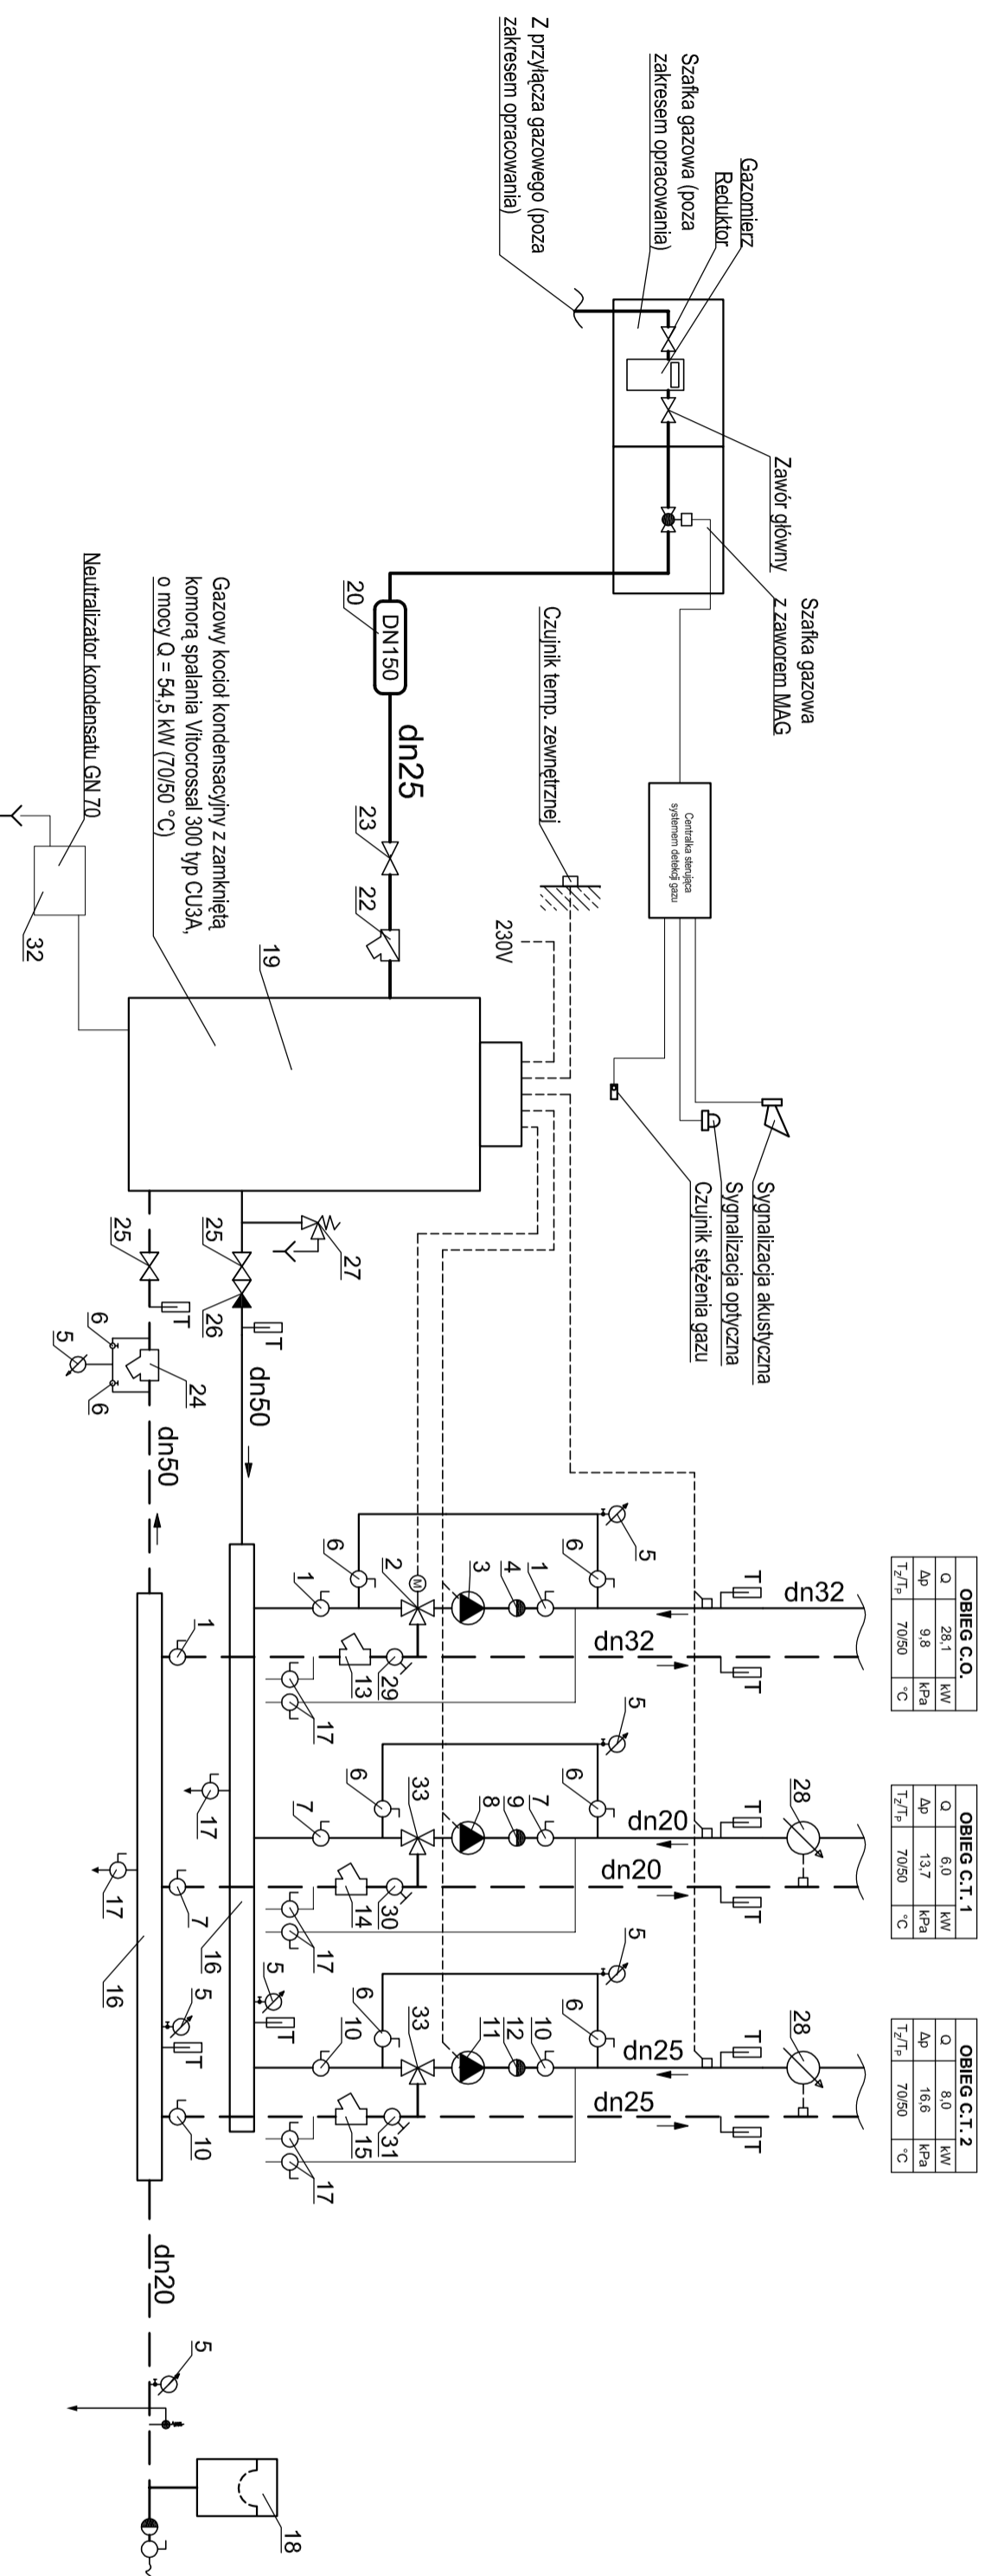 Z przyłącza gazowego (poza
zakresem opracowania)
Szafka gazowa (poza
zakresem opracowania)
Reduktor
Gazomierz
Zawór główny
Szafka gazowa
z zaworem MAG
Centralka sterująca
systemem detekcji gazu
Sygnalizacja akustyczna
Sygnalizacja optyczna
Czujnik stężenia gazu
Czujnik temp. zewnętrznej
230V
20
DN150
dn25
23
22
Gazowy kocioł kondensacyjny z zamkniętą
komorą spalania Vitocrossal 300 typ CU3A,
o mocy Q = 54,5 kW (70/50 °C)
Neutralizator kondensatu GN 70
32
19
27
25
26
T
dn50
25
T
6
5
6
24
dn50
OBIEG C.O.
Q 28,1 kW
Δp 9,8 kPa
Tz/Tp 70/50 °C
dn32
T
dn32
T
5
6
6
1
4
3
2
M
1
29
13
17
1
OBIEG C.T. 1
Q 6,0 kW
Δp 13,7 kPa
Tz/Tp 70/50 °C
28
T
dn20
dn20
T
5
6
6
7
9
8
33
7
30
14
17
7
17
17
16
16
OBIEG C.T. 2
Q 8,0 kW
Δp 16,6 kPa
Tz/Tp 70/50 °C
28
T
dn25
dn25
T
5
6
6
10
12
11
33
10
31
15
17
10
5
T
5
T
dn20
5
18